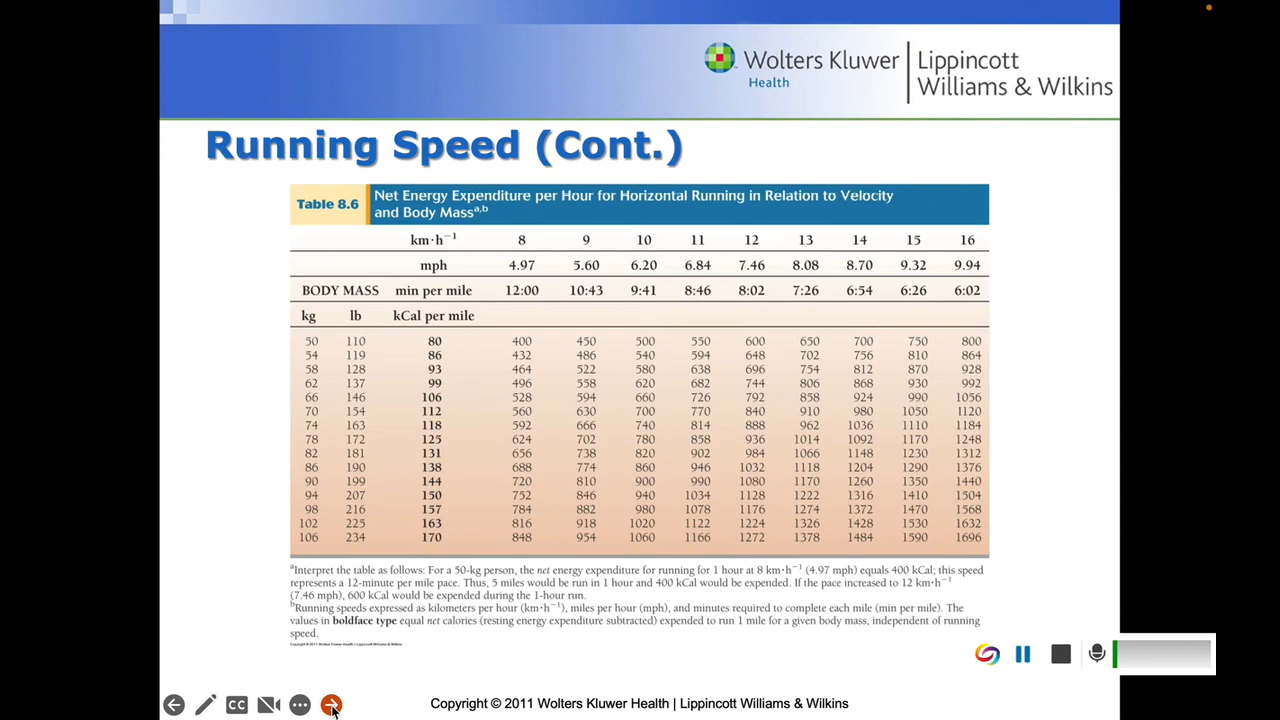 Wolters Kluwer
Health
Lippincott
Williams & Wilkins
Running Speed (Cont.)
Table 8.6
Net Energy Expenditure per Hour for Horizontal Running in Relation to Velocity
and Body Mass^a,b
km·h⁻¹ 8 9 10 11 12 13 14 15 16
mph 4.97 5.60 6.20 6.84 7.46 8.08 8.70 9.32 9.94
BODY MASS min per mile 12:00 10:43 9:41 8:46 8:02 7:26 6:54 6:26 6:02
kg lb kCal per mile
50 110 80 400 450 500 550 600 650 700 750 800
54 119 86 432 486 540 594 648 702 756 810 864
58 128 93 464 522 580 638 696 754 812 870 928
62 137 99 496 558 620 682 744 806 868 930 992
66 146 106 528 594 660 726 792 858 924 990 1056
70 154 112 560 630 700 770 840 910 980 1050 1120
74 163 118 592 666 740 814 888 962 1036 1110 1184
78 172 125 624 702 780 858 936 1014 1092 1170 1248
82 181 131 656 738 820 902 984 1066 1148 1230 1312
86 190 138 688 774 860 946 1032 1118 1204 1290 1376
90 199 144 720 810 900 990 1080 1170 1260 1350 1440
94 207 150 752 846 940 1034 1128 1222 1316 1410 1504
98 216 157 784 882 980 1078 1176 1274 1372 1470 1568
102 225 163 816 918 1020 1122 1224 1326 1428 1530 1632
106 234 170 848 954 1060 1166 1272 1378 1484 1590 1696
^aInterpret the table as follows: For a 50-kg person, the net energy expenditure for running for 1 hour at 8 km·h⁻¹ (4.97 mph) equals 400 kCal; this speed
represents a 12-minute per mile pace. Thus, 5 miles would be run in 1 hour and 400 kCal would be expended. If the pace increased to 12 km·h⁻¹
(7.46 mph), 600 kCal would be expended during the 1-hour run.
^bRunning speeds expressed as kilometers per hour (km·h⁻¹), miles per hour (mph), and minutes required to complete each mile (min per mile). The
values in boldface type equal net calories (resting energy expenditure subtracted) expended to run 1 mile for a given body mass, independent of running
speed.
Copyright © 2011 Wolters Kluwer Health | Lippincott Williams & Wilkins
CC
Copyright © 2011 Wolters Kluwer Health | Lippincott Williams & Wilkins